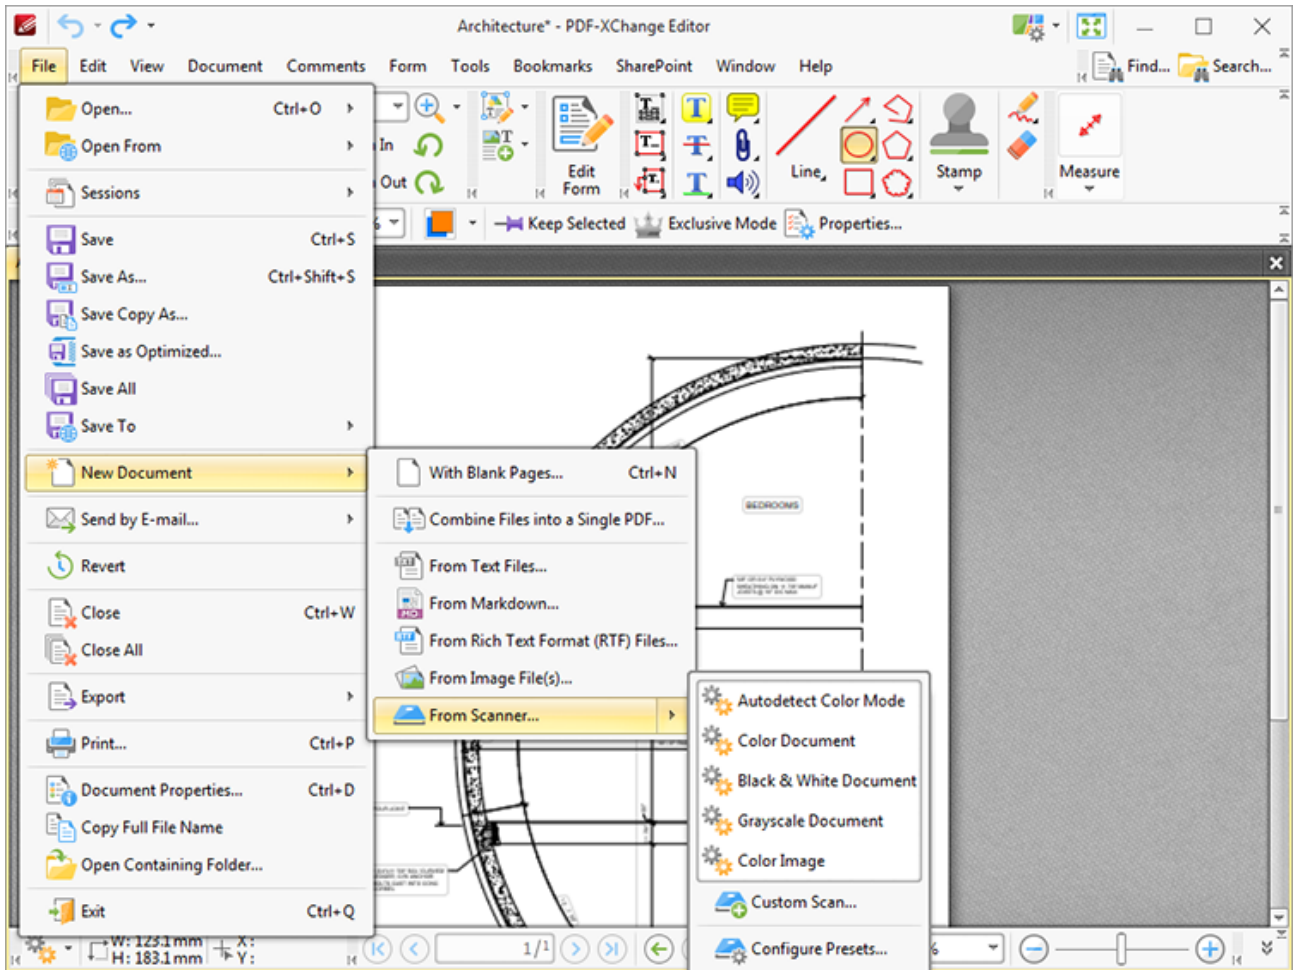 Architecture* - PDF-XChange Editor
File Edit View Document Comments Form Tools Bookmarks SharePoint Window Help Find... Search...
Open... Ctrl+O
Open From
Sessions
Save Ctrl+S
Save As... Ctrl+Shift+S
Save Copy As...
Save as Optimized...
Save All
Save To
New Document
Send by E-mail...
Revert
Close Ctrl+W
Close All
Export
Print... Ctrl+P
Document Properties... Ctrl+D
Copy Full File Name
Open Containing Folder...
Exit Ctrl+Q
In
Out
Edit
Form
Line
Stamp
Measure
% Keep Selected Exclusive Mode Properties...
BEDROOMS
With Blank Pages... Ctrl+N
Combine Files into a Single PDF...
From Text Files...
From Markdown...
From Rich Text Format (RTF) Files...
From Image File(s)...
From Scanner...
Autodetect Color Mode
Color Document
Black & White Document
Grayscale Document
Color Image
Custom Scan...
Configure Presets...
W: 123.1 mm X:
H: 183.1 mm Y:
1/1
%